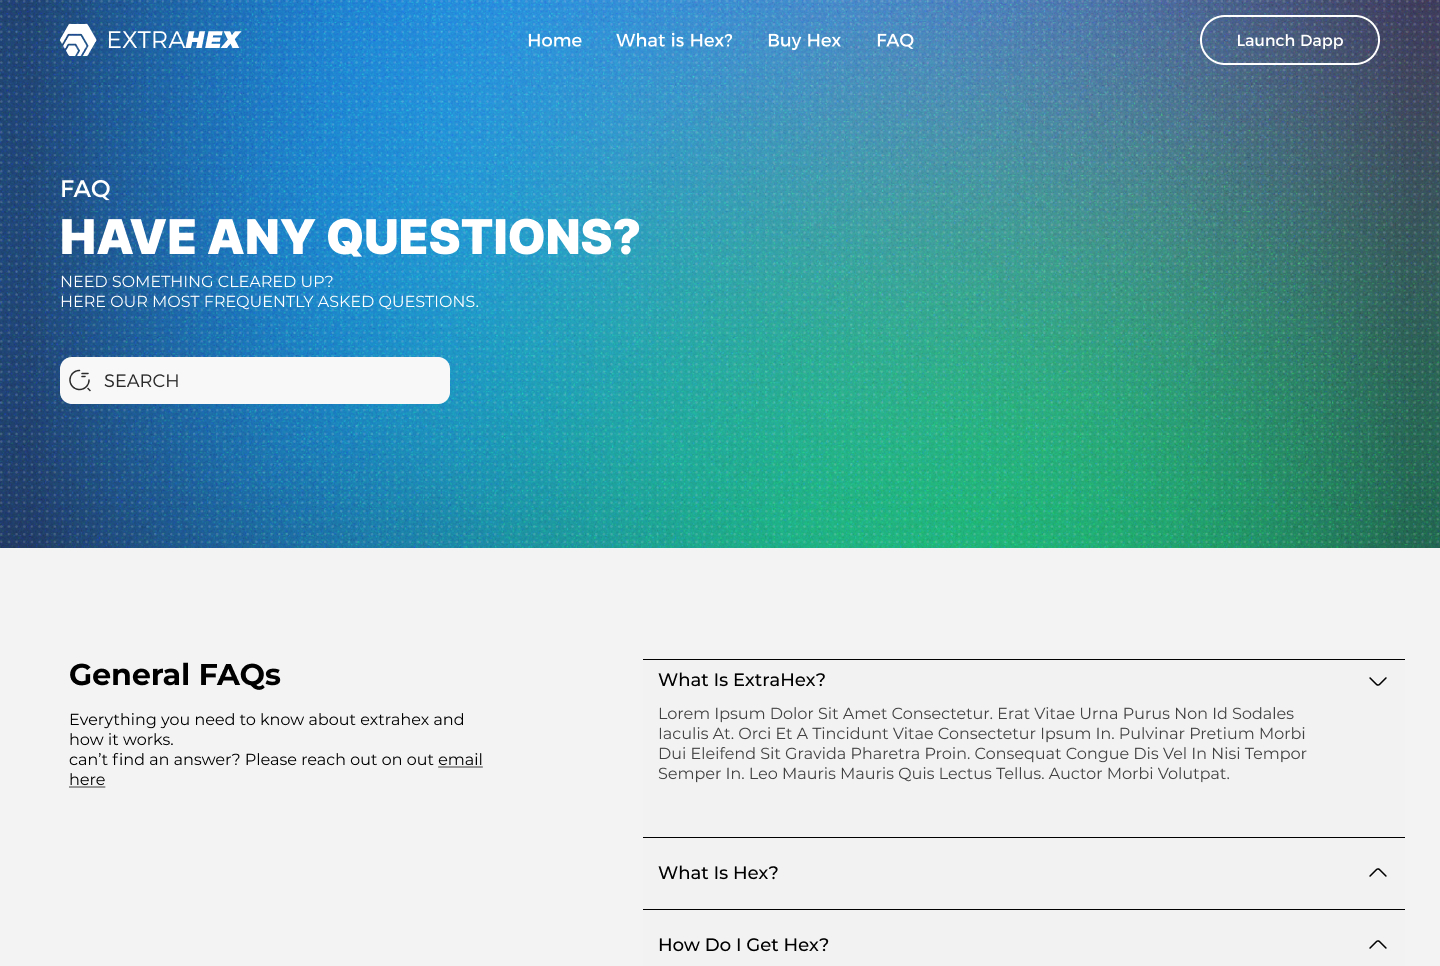 EXTRAHEX
Home
What is Hex?
Buy Hex
FAQ
Launch Dapp
FAQ
HAVE ANY QUESTIONS?
NEED SOMETHING CLEARED UP?
HERE OUR MOST FREQUENTLY ASKED QUESTIONS.
SEARCH
General FAQs
Everything you need to know about extrahex and
how it works.
can’t find an answer? Please reach out on out email
here
What Is ExtraHex?
Lorem Ipsum Dolor Sit Amet Consectetur. Erat Vitae Urna Purus Non Id Sodales
Iaculis At. Orci Et A Tincidunt Vitae Consectetur Ipsum In. Pulvinar Pretium Morbi
Dui Eleifend Sit Gravida Pharetra Proin. Consequat Congue Dis Vel In Nisi Tempor
Semper In. Leo Mauris Mauris Quis Lectus Tellus. Auctor Morbi Volutpat.
What Is Hex?
How Do I Get Hex?